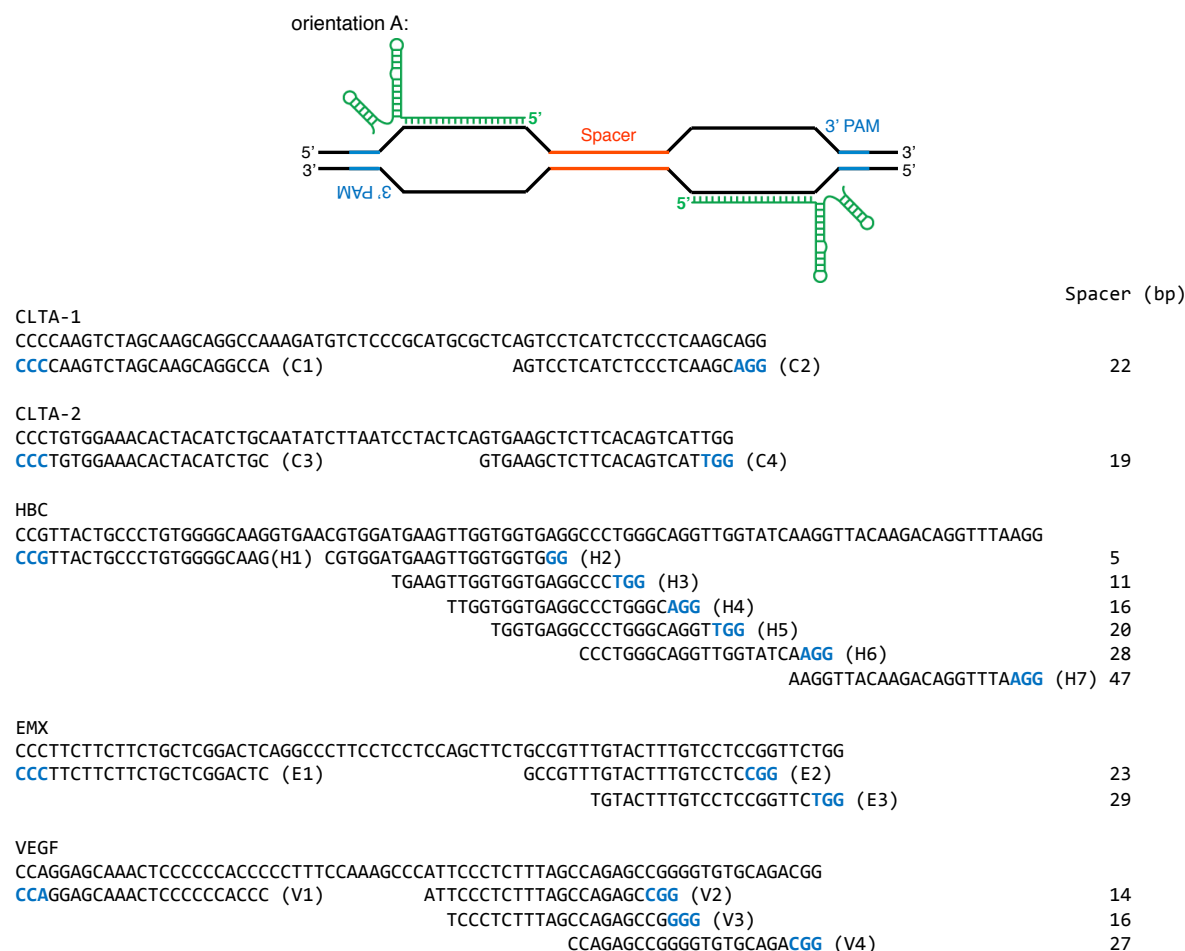 orientation A:
5'
Spacer
3' PAM
5'
3'
3'
5'
3' PAM
5'
Spacer (bp)
CLTA-1
CCCCAAGTCTAGCAAGCAGGCCAAAGATGTCTCCCGCATGCGCTCAGTCCTCATCTCCCTCAAGCAGG
CCCCAAGTCTAGCAAGCAGGCCA (C1) AGTCCTCATCTCCCTCAAGCAGG (C2) 22
CLTA-2
CCCTGTGGAAACACTACATCTGCAATATCTTAATCCTACTCAGTGAAGCTCTTCACAGTCATTGG
CCCTGTGGAAACACTACATCTGC (C3) GTGAAGCTCTTCACAGTCATTGG (C4) 19
HBC
CCGTTACTGCCCTGTGGGGCAAGGTGAACGTGGATGAAGTTGGTGGTGAGGCCCTGGGCAGGTTGGTATCAAGGTTACAAGACAGGTTTAAGG
CCGTTACTGCCCTGTGGGGCAAG(H1) CGTGGATGAAGTTGGTGGTGGG (H2) 5
TGAAGTTGGTGGTGAGGCCCTGG (H3) 11
TTGGTGGTGAGGCCCTGGGCAGG (H4) 16
TGGTGAGGCCCTGGGCAGGTTGG (H5) 20
CCCTGGGCAGGTTGGTATCAAGG (H6) 28
AAGGTTACAAGACAGGTTTAAGG (H7) 47
EMX
CCCTTCTTCTTCTGCTCGGACTCAGGCCCTTCCTCCTCCAGCTTCTGCCGTTTGTACTTTGTCCTCCGGTTCTGG
CCCTTCTTCTTCTGCTCGGACTC (E1) GCCGTTTGTACTTTGTCCTCCGG (E2) 23
TGTACTTTGTCCTCCGGTTCTGG (E3) 29
VEGF
CCAGGAGCAAACTCCCCCCACCCCCTTTCCAAAGCCCATTCCCTCTTTAGCCAGAGCCGGGGTGTGCAGACGG
CCAGGAGCAAACTCCCCCCACCC (V1) ATTCCCTCTTTAGCCAGAGCCGG (V2) 14
TCCCTCTTTAGCCAGAGCCGGGG (V3) 16
CCAGAGCCGGGGTGTGCAGACGG (V4) 27